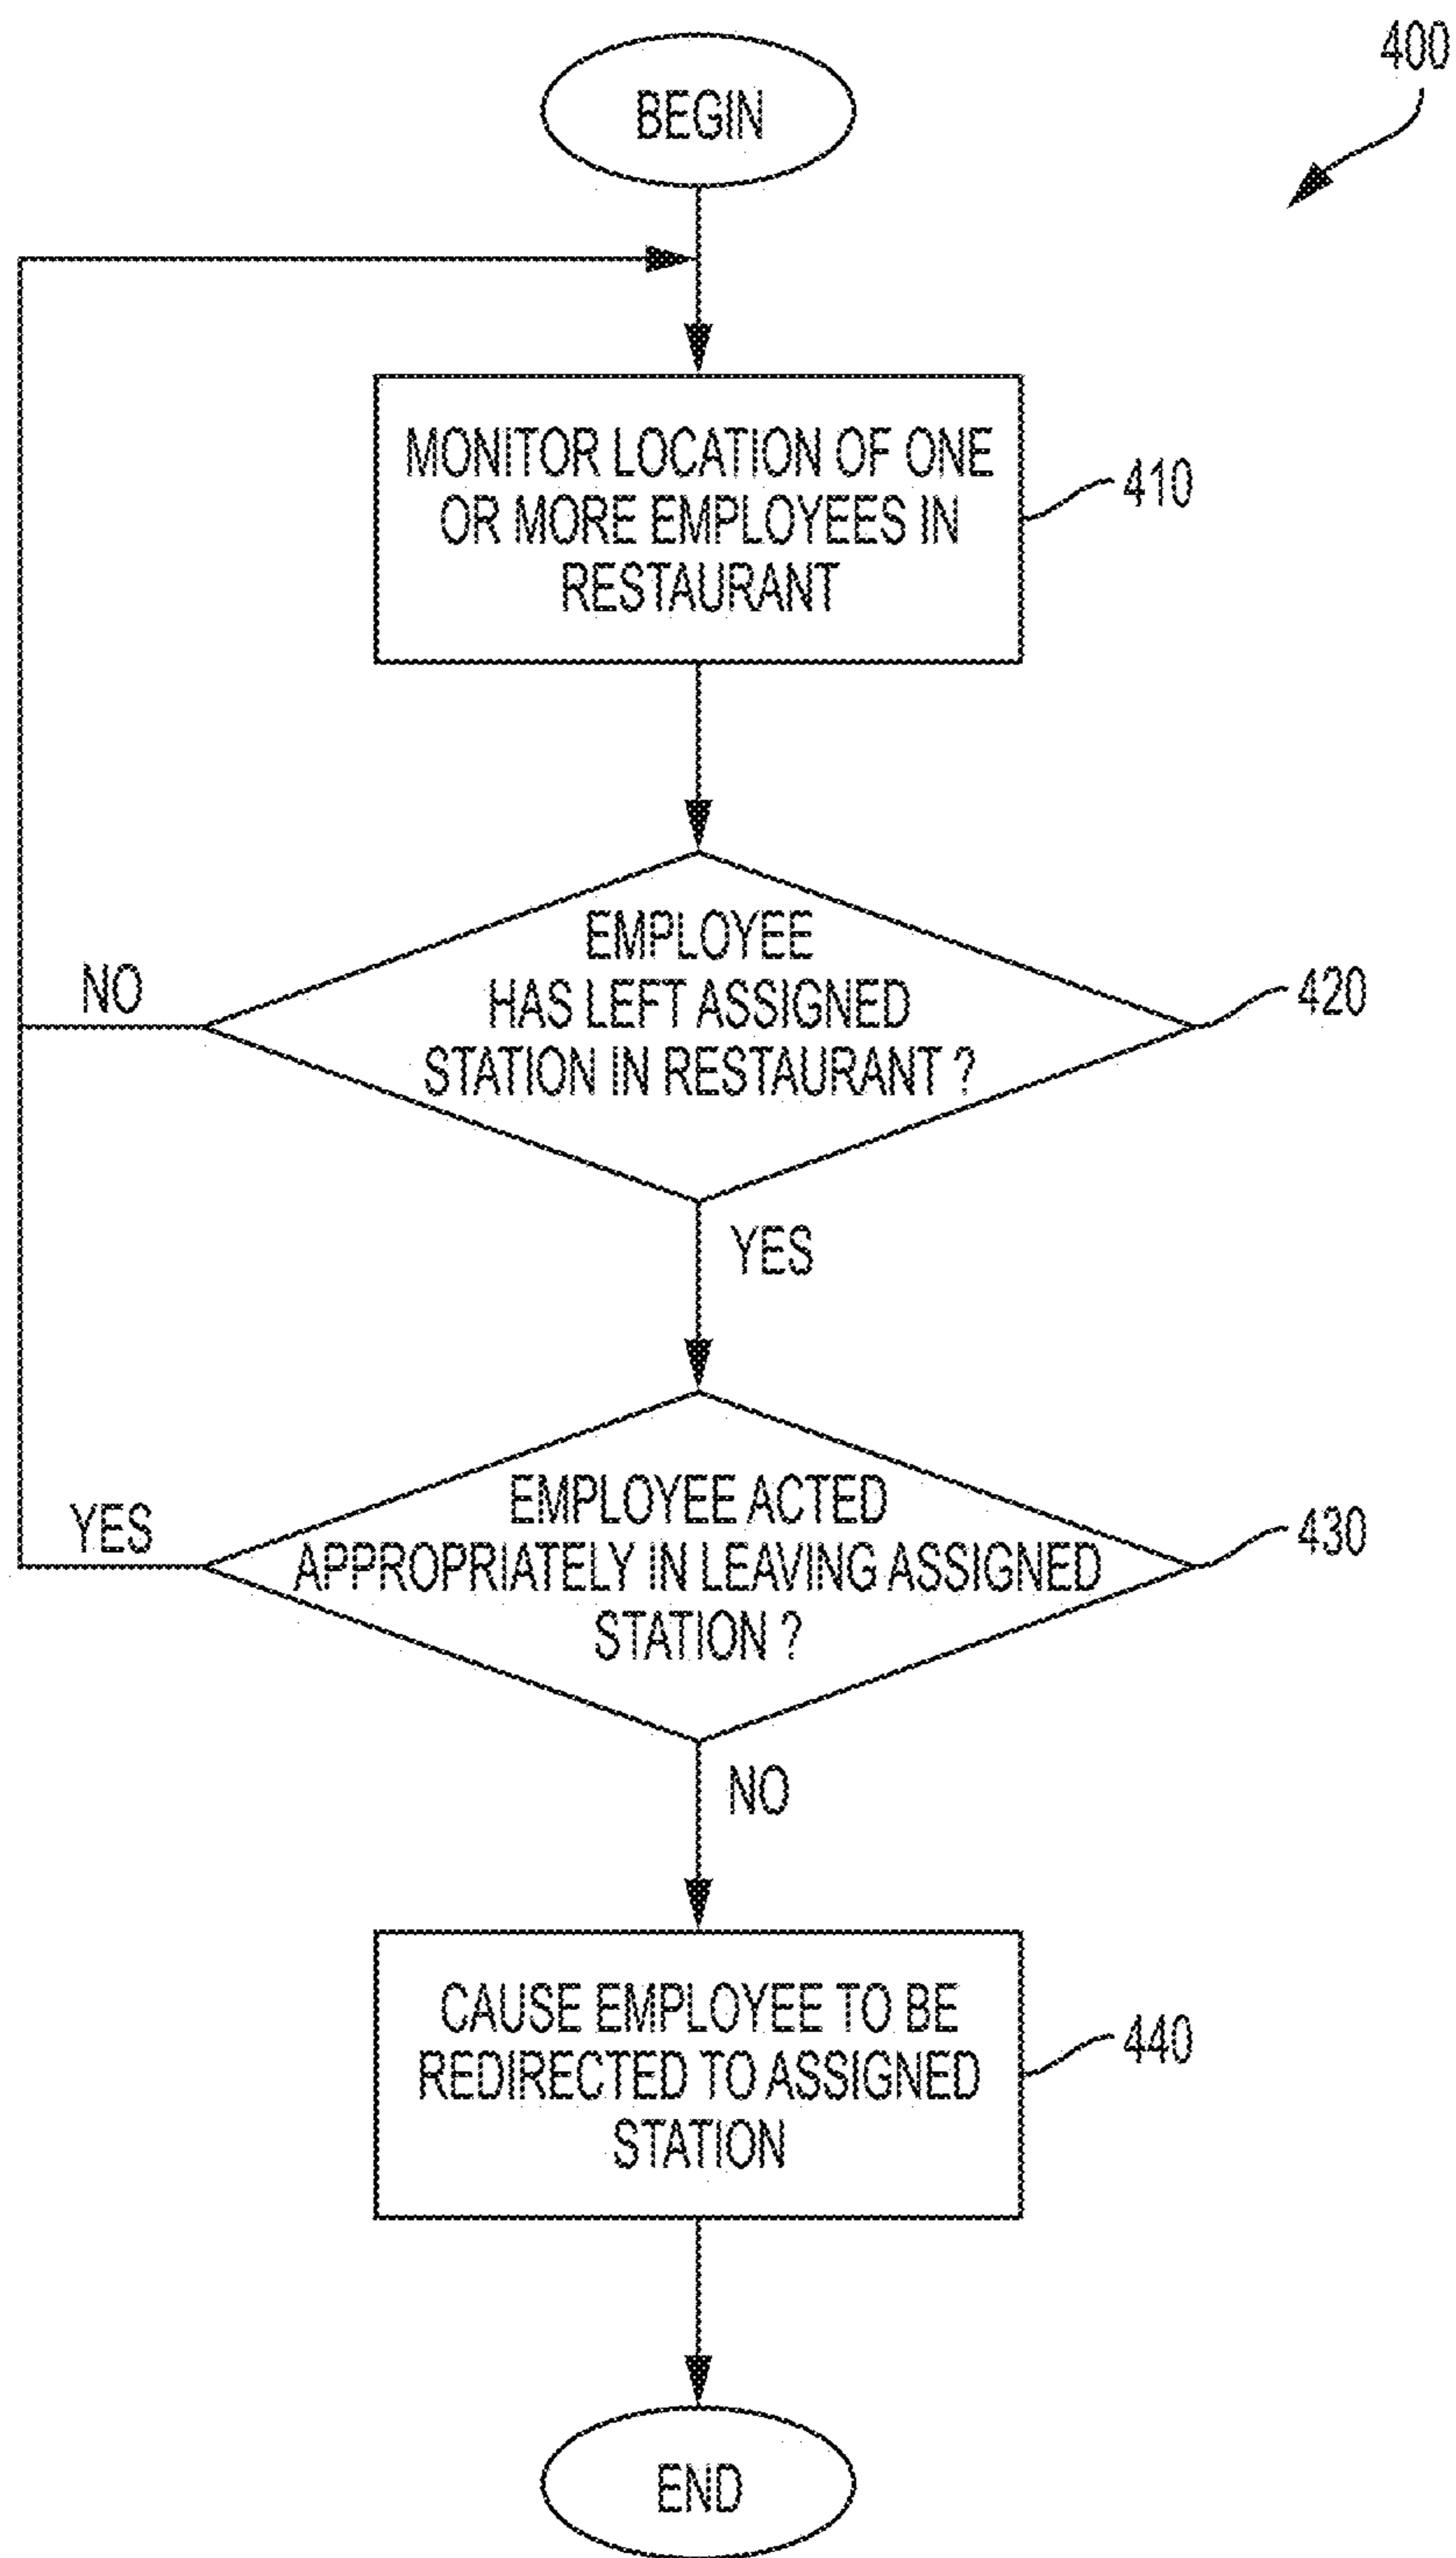 400
BEGIN
MONITOR LOCATION OF ONE
OR MORE EMPLOYEES IN
RESTAURANT
410
EMPLOYEE
HAS LEFT ASSIGNED
STATION IN RESTAURANT ?
420
NO
YES
EMPLOYEE ACTED
APPROPRIATELY IN LEAVING ASSIGNED
STATION ?
430
YES
NO
CAUSE EMPLOYEE TO BE
REDIRECTED TO ASSIGNED
STATION
440
END